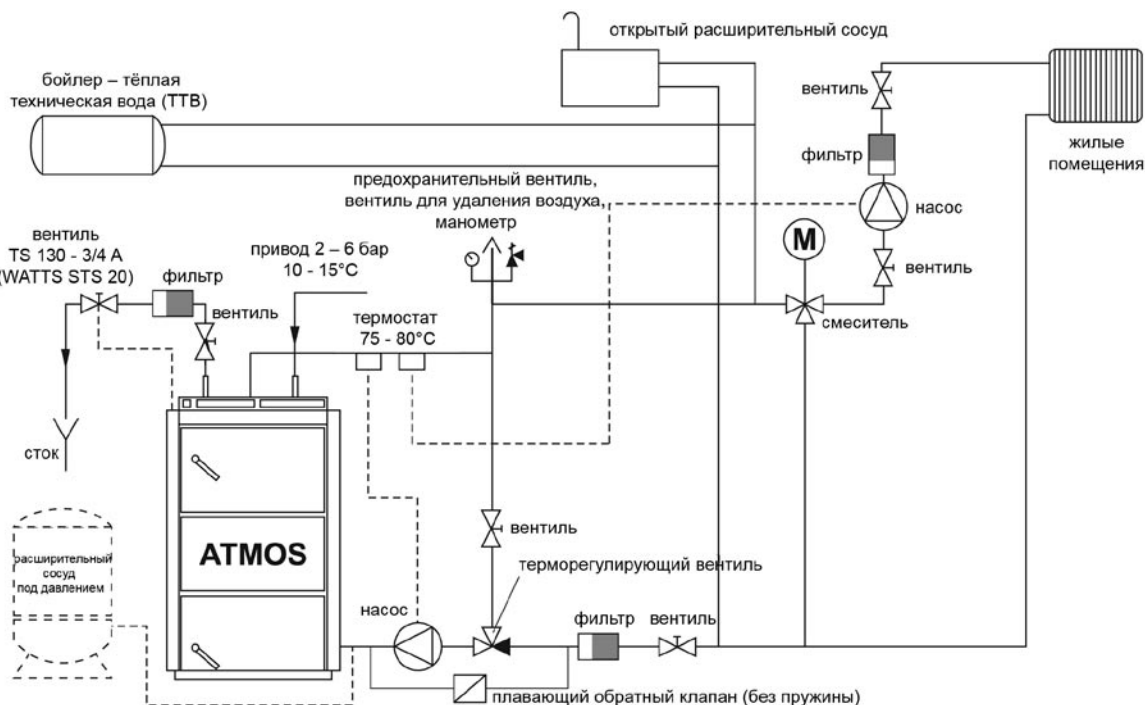 открытый расширительный сосуд
бойлер – тёплая
техническая вода (ТТВ)
вентиль
фильтр
жилые
помещения
предохранительный вентиль,
вентиль для удаления воздуха,
манометр
насос
вентиль
TS 130 - 3/4 A
(WATTS STS 20)
фильтр
привод 2 – 6 бар
10 - 15°C
M
вентиль
вентиль
термостат
75 - 80°C
смеситель
сток
вентиль
ATMOS
расширительный
сосуд
под давлением
терморегулирующий вентиль
насос
фильтр
вентиль
плавающий обратный клапан (без пружины)